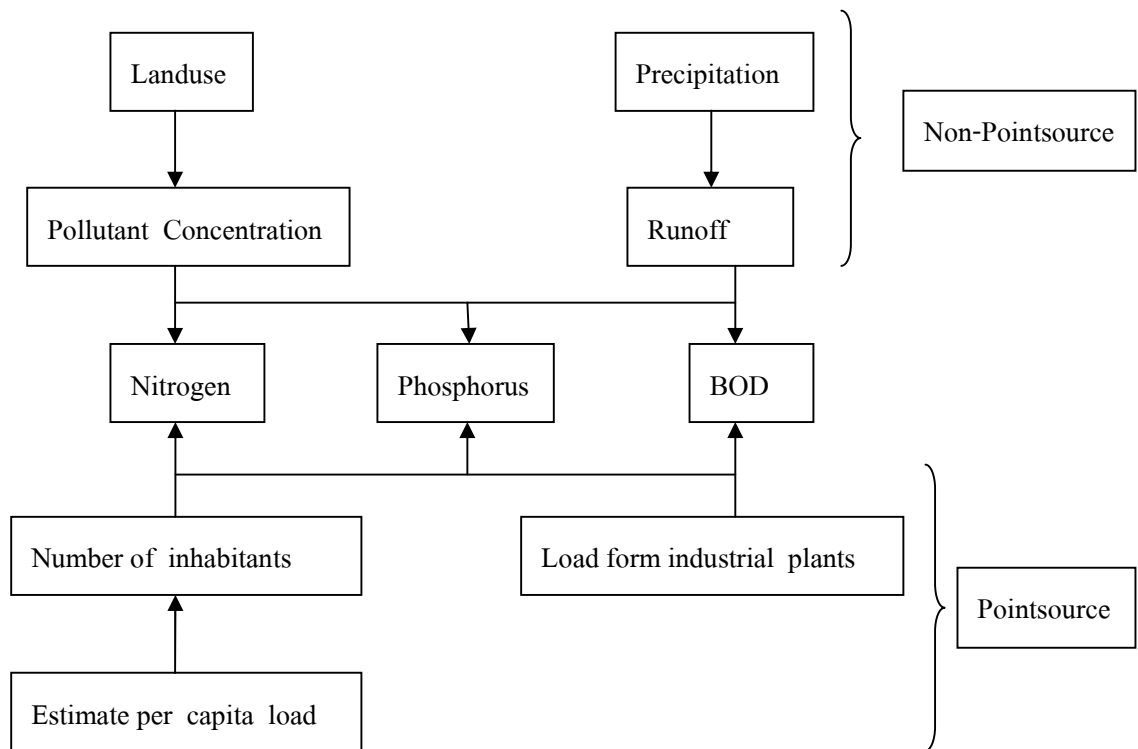 Landuse
Precipitation
Non-Pointsource
Pollutant Concentration
Runoff
Nitrogen
Phosphorus
BOD
Number of inhabitants
Load form industrial plants
Pointsource
Estimate per capita load